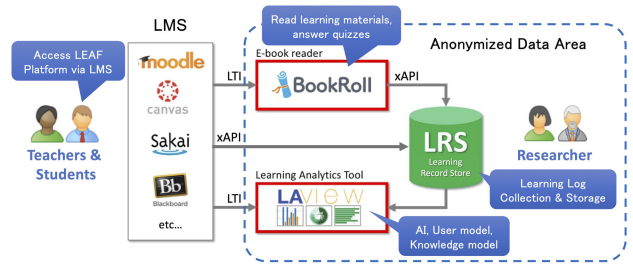 LMS
Access LEAF
Platform via LMS
Teachers &
Students
moodle
canvas
Sakai
Bb
Blackboard
etc...
LTI
xAPI
LTI
Read learning materials,
answer quizzes
E-book reader
BookRoll
xAPI
Anonymized Data Area
LRS
Learning
Record Store
Researcher
Learning Log
Collection & Storage
Learning Analytics Tool
LAVIEW
AI, User model,
Knowledge model